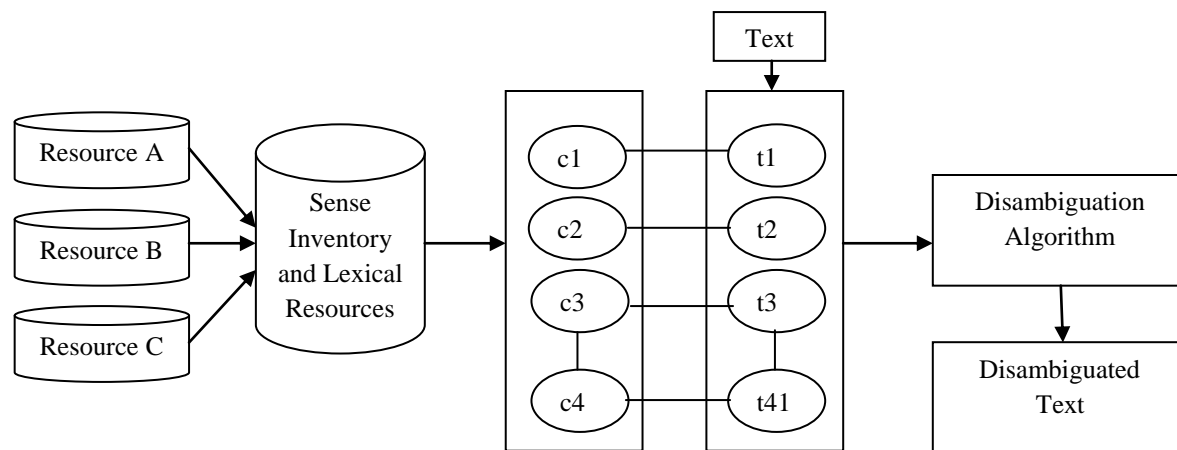 Text
Resource A
Resource B
Resource C
Sense
Inventory
and Lexical
Resources
c1
c2
c3
c4
t1
t2
t3
t41
Disambiguation
Algorithm
Disambiguated
Text